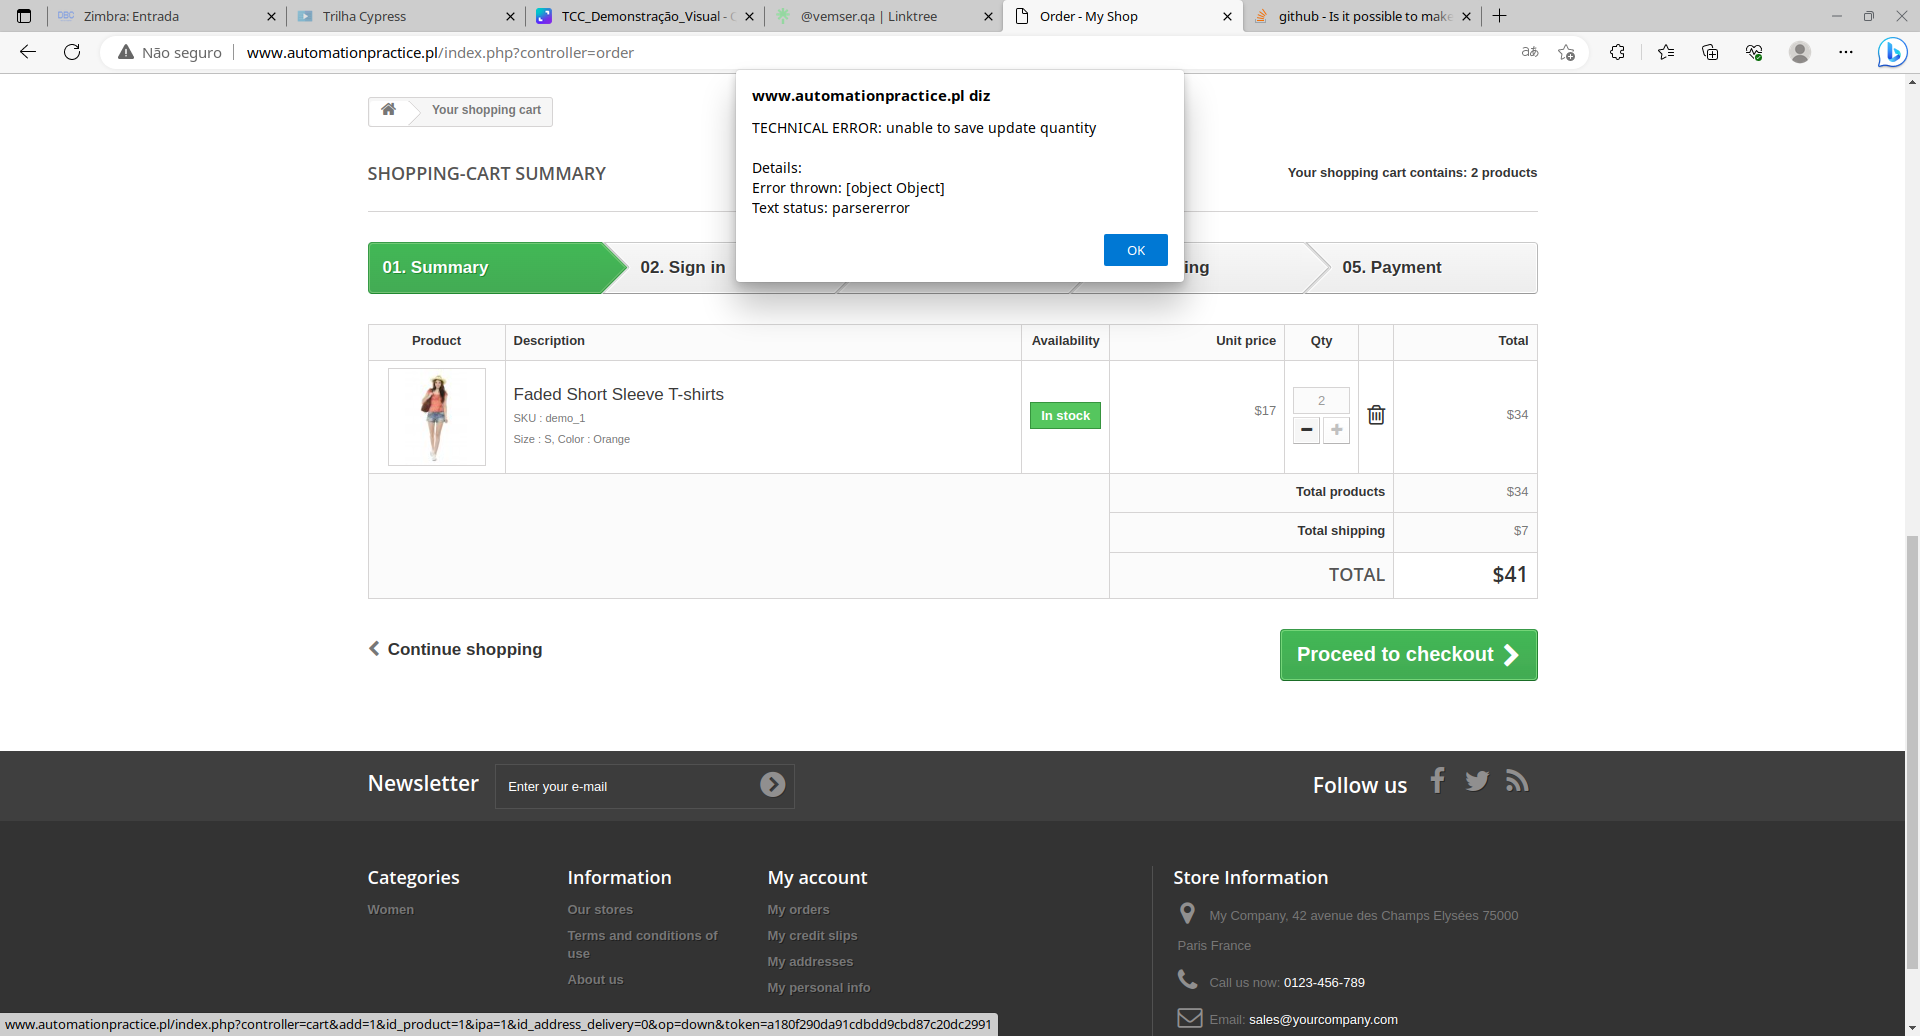 Zimbra: Entrada
Trilha Cypress
TCC_Demonstração_Visual -
@vemser.qa | Linktree
Order - My Shop
github - Is it possible to make
Não seguro
www.automationpractice.pl/index.php?controller=order
Your shopping cart
www.automationpractice.pl diz
TECHNICAL ERROR: unable to save update quantity
Details:
Error thrown: [object Object]
Text status: parsererror
OK
SHOPPING-CART SUMMARY
Your shopping cart contains: 2 products
01. Summary
02. Sign in
ing
05. Payment
Product Description Availability Unit price Qty Total
Faded Short Sleeve T-shirts
SKU : demo_1
Size : S, Color : Orange
In stock
$17
2
$34
Total products $34
Total shipping $7
TOTAL $41
Continue shopping
Proceed to checkout
Newsletter
Enter your e-mail
Follow us
Categories
Women
Information
Our stores
Terms and conditions of
use
About us
My account
My orders
My credit slips
My addresses
My personal info
Store Information
My Company, 42 avenue des Champs Elysées 75000
Paris France
Call us now: 0123-456-789
Email: sales@yourcompany.com
www.automationpractice.pl/index.php?controller=cart&add=1&id_product=1&ipa=1&id_address_delivery=0&op=down&token=a180f290da91cdbdd9cbd87c20dc2991